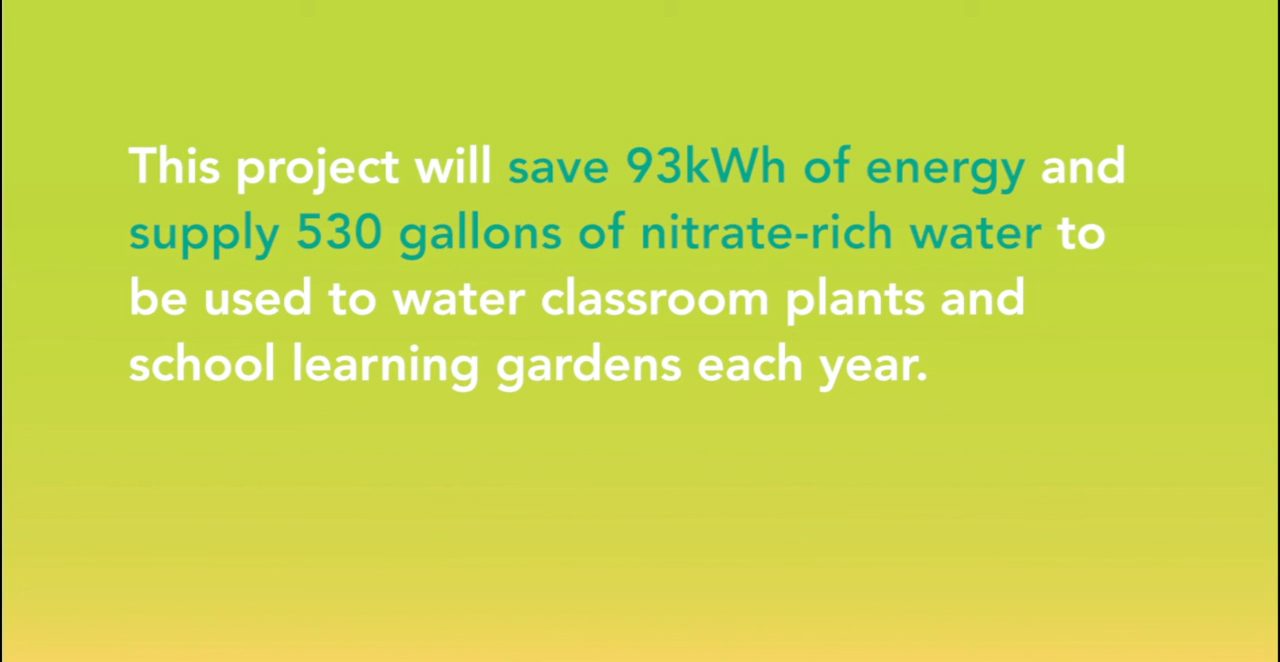 This project will save 93kWh of energy and
supply 530 gallons of nitrate-rich water to
be used to water classroom plants and
school learning gardens each year.